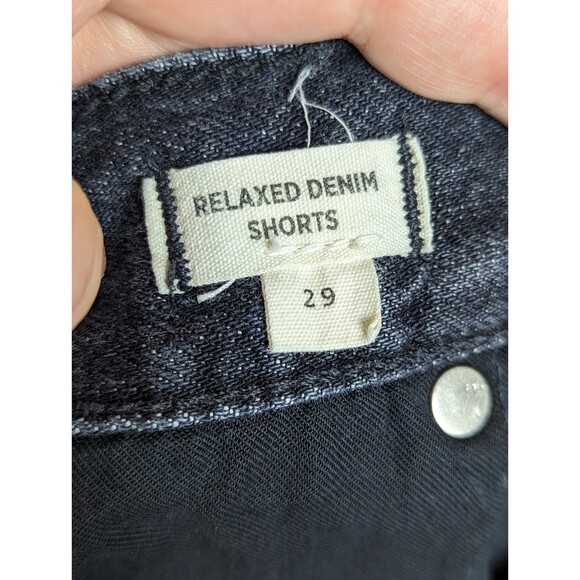 RELAXED DENIM
SHORTS
29